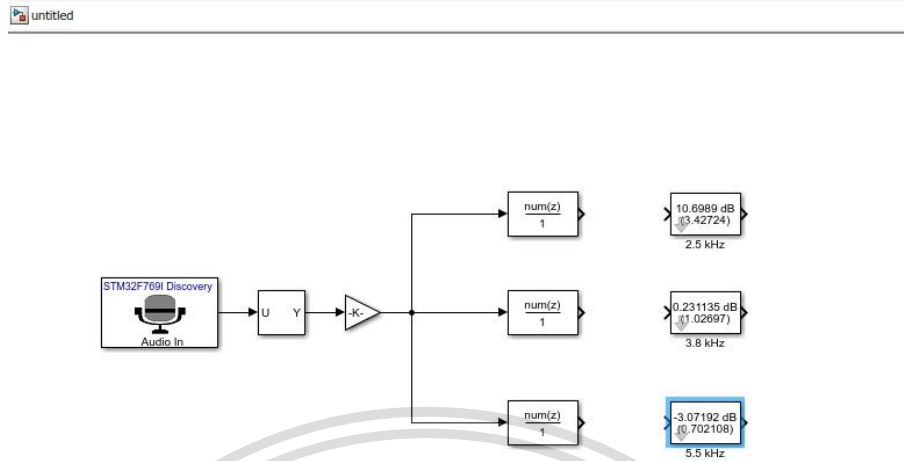 untitled
num(z)
1
10.6989 dB
(3.42724)
2.5 kHz
STM32F769I Discovery
Audio In
U Y
-K-
num(z)
1
0.231135 dB
(1.02697)
3.8 kHz
num(z)
1
-3.07192 dB
(0.702108)
5.5 kHz